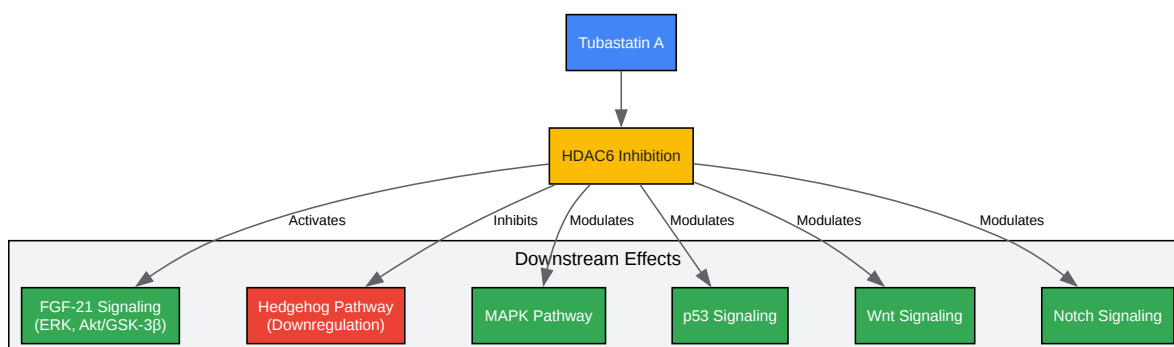 Tubastatin A
HDAC6 Inhibition
Activates
Inhibits
Modulates
Modulates
Modulates
Modulates
Downstream Effects
FGF-21 Signaling
(ERK, Akt/GSK-3β)
Hedgehog Pathway
(Downregulation)
MAPK Pathway
p53 Signaling
Wnt Signaling
Notch Signaling